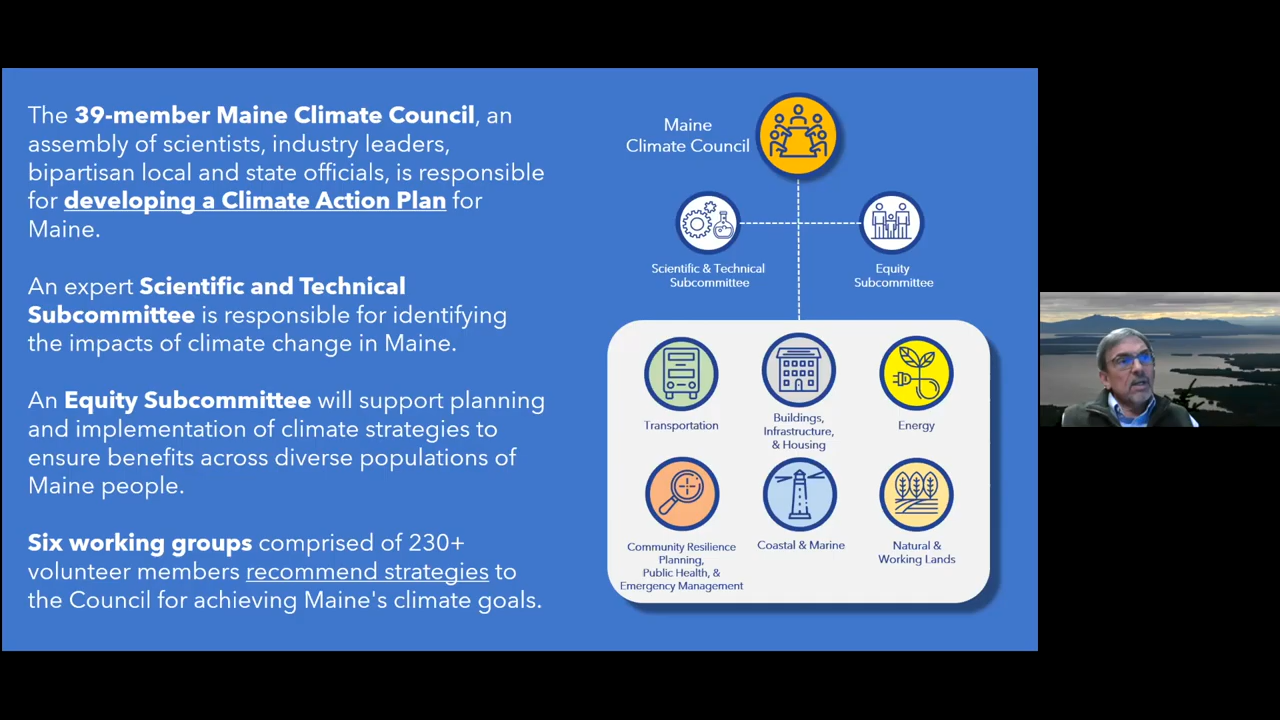 The 39-member Maine Climate Council, an
assembly of scientists, industry leaders,
bipartisan local and state officials, is responsible
for developing a Climate Action Plan for
Maine.
An expert Scientific and Technical
Subcommittee is responsible for identifying
the impacts of climate change in Maine.
An Equity Subcommittee will support planning
and implementation of climate strategies to
ensure benefits across diverse populations of
Maine people.
Six working groups comprised of 230+
volunteer members recommend strategies to
the Council for achieving Maine's climate goals.
Maine
Climate Council
Scientific & Technical
Subcommittee
Equity
Subcommittee
Transportation
Buildings,
Infrastructure,
& Housing
Energy
Community Resilience
Planning,
Public Health, &
Emergency Management
Coastal & Marine
Natural &
Working Lands